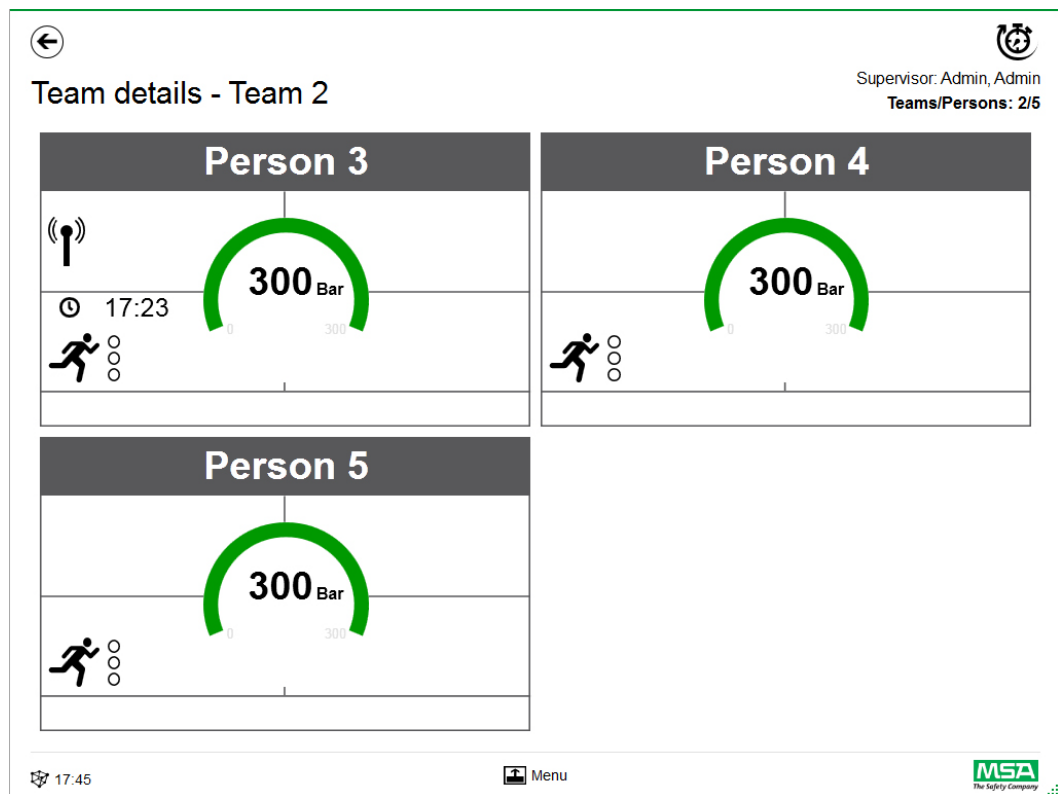 Supervisor: Admin, Admin
Team details - Team 2
Teams/Persons: 2/5
Person 3
300 Bar
0 300
17:23
Person 4
300 Bar
0 300
Person 5
300 Bar
0 300
17:45
Menu
MSA
The Safety Company